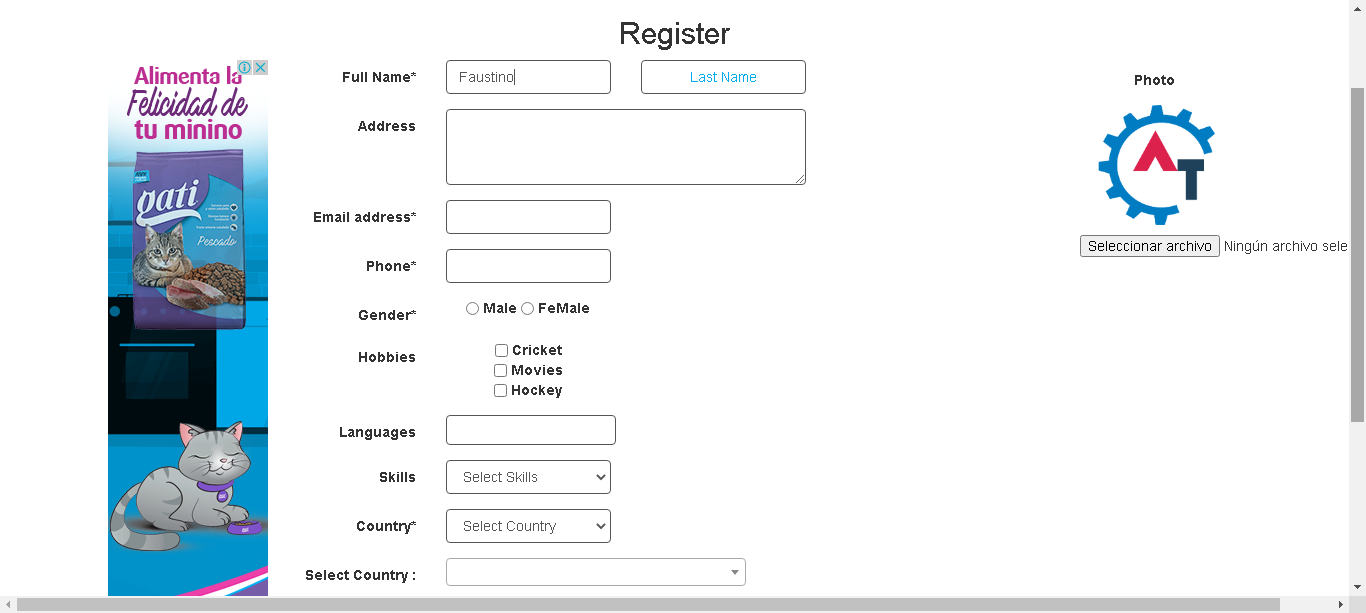 Register
Alimenta la
Felicidad de
tu minino
gati
Pescado
Full Name*
Faustino
Last Name
Address
Email address*
Phone*
Gender*
Male
FeMale
Hobbies
Cricket
Movies
Hockey
Languages
Skills
Select Skills
Country*
Select Country
Select Country :
Photo
AT
Seleccionar archivo
Ningún archivo sele